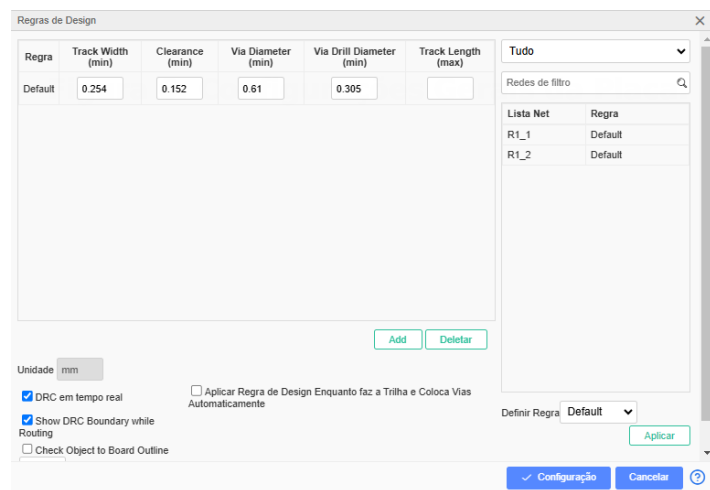 Regras de Design
Regra Track Width (min) Clearance (min) Via Diameter (min) Via Drill Diameter (min) Track Length (max)
Default 0.254 0.152 0.61 0.305
Add Deletar
Unidade mm
DRC em tempo real
Show DRC Boundary while Routing
Check Object to Board Outline
Aplicar Regra de Design Enquanto faz a Trilha e Coloca Vias Automaticamente
Tudo
Redes de filtro
Lista Net Regra
R1_1 Default
R1_2 Default
Definir Regra Default
Aplicar
Configuração Cancelar ?